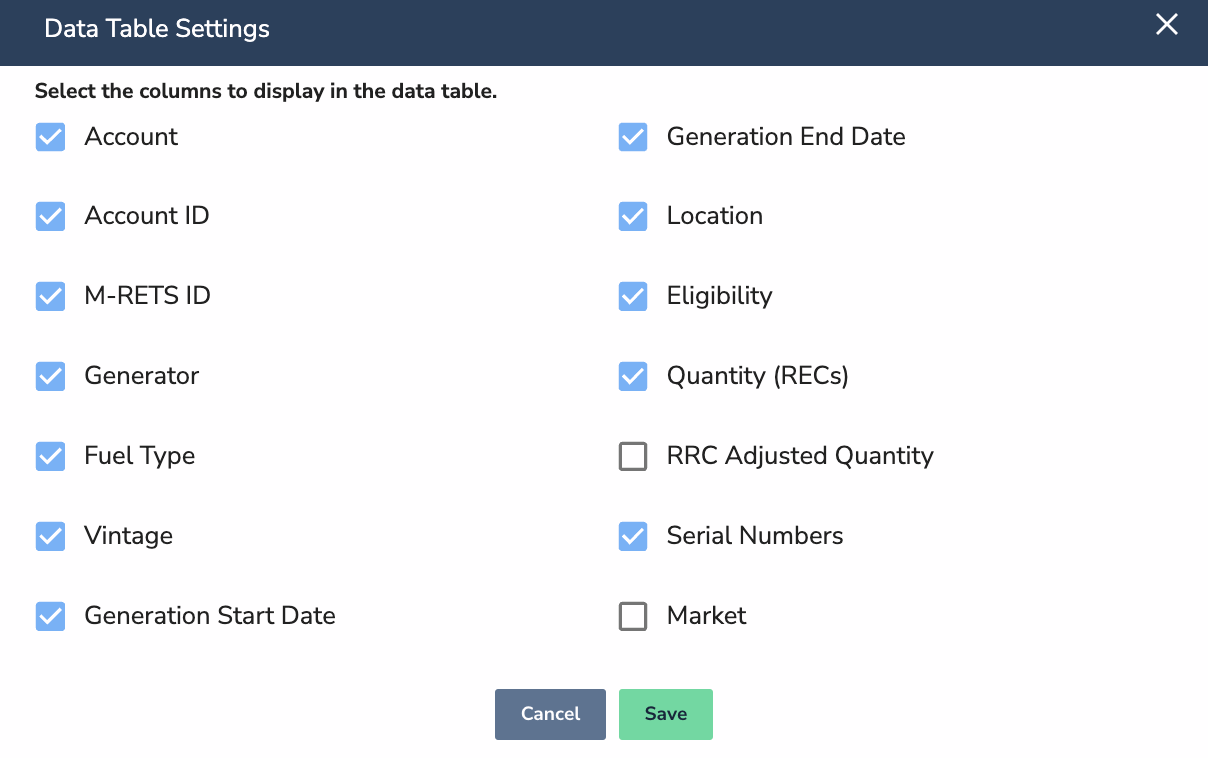 Data Table Settings
Select the columns to display in the data table.
Account
Account ID
M-RETS ID
Generator
Fuel Type
Vintage
Generation Start Date
Generation End Date
Location
Eligibility
Quantity (RECs)
RRC Adjusted Quantity
Serial Numbers
Market
Cancel
Save